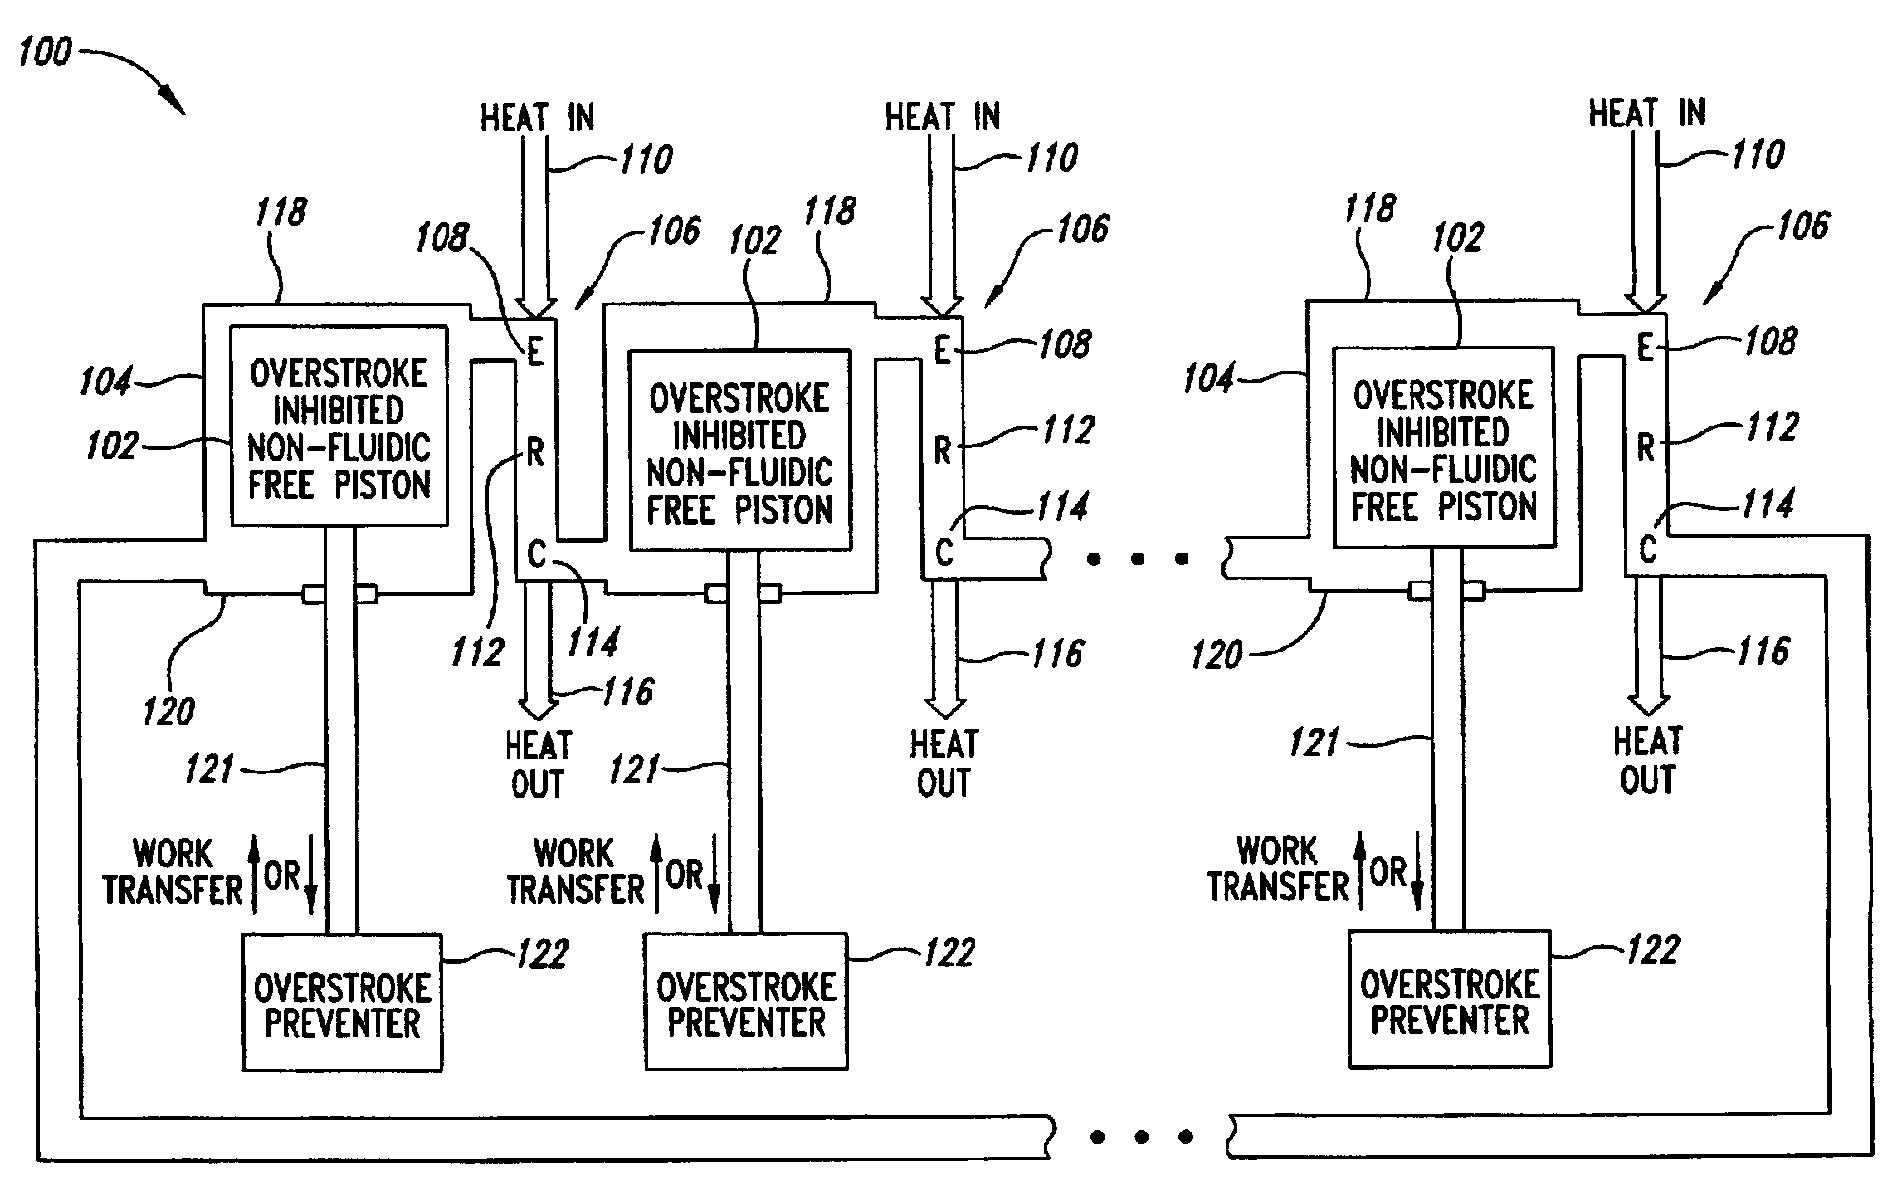 100
HEAT IN
HEAT IN
HEAT IN
110
110
110
118
118
118
108
106
102
106
102
106
104
102
OVERSTROKE
INHIBITED
NON-FLUIDIC
FREE PISTON
E
R
C
OVERSTROKE
INHIBITED
NON-FLUIDIC
FREE PISTON
E
R
C
108
112
114
104
OVERSTROKE
INHIBITED
NON-FLUIDIC
FREE PISTON
E
R
C
108
112
114
112
114
120
116
116
120
116
HEAT
OUT
HEAT
OUT
HEAT
OUT
121
121
121
WORK
TRANSFER
OR
WORK
TRANSFER
OR
WORK
TRANSFER
OR
122
122
122
OVERSTROKE
PREVENTER
OVERSTROKE
PREVENTER
OVERSTROKE
PREVENTER